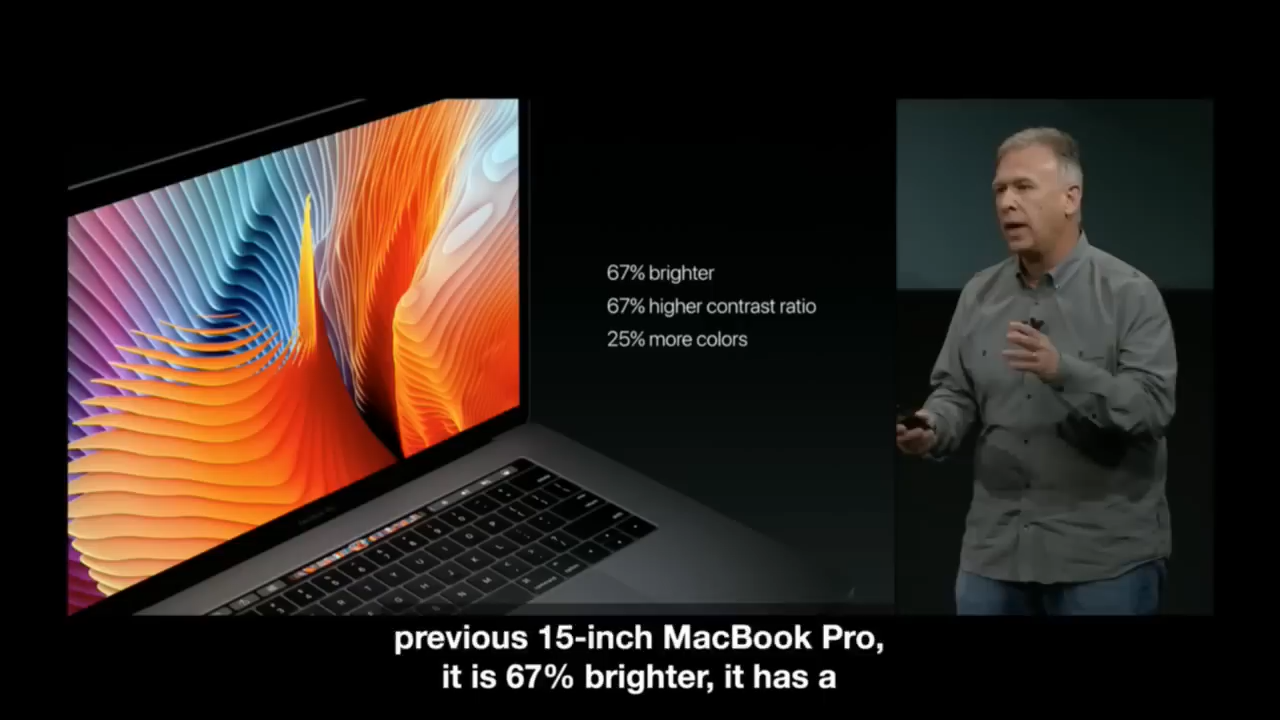 67% brighter
67% higher contrast ratio
25% more colors
previous 15-inch MacBook Pro,
it is 67% brighter, it has a